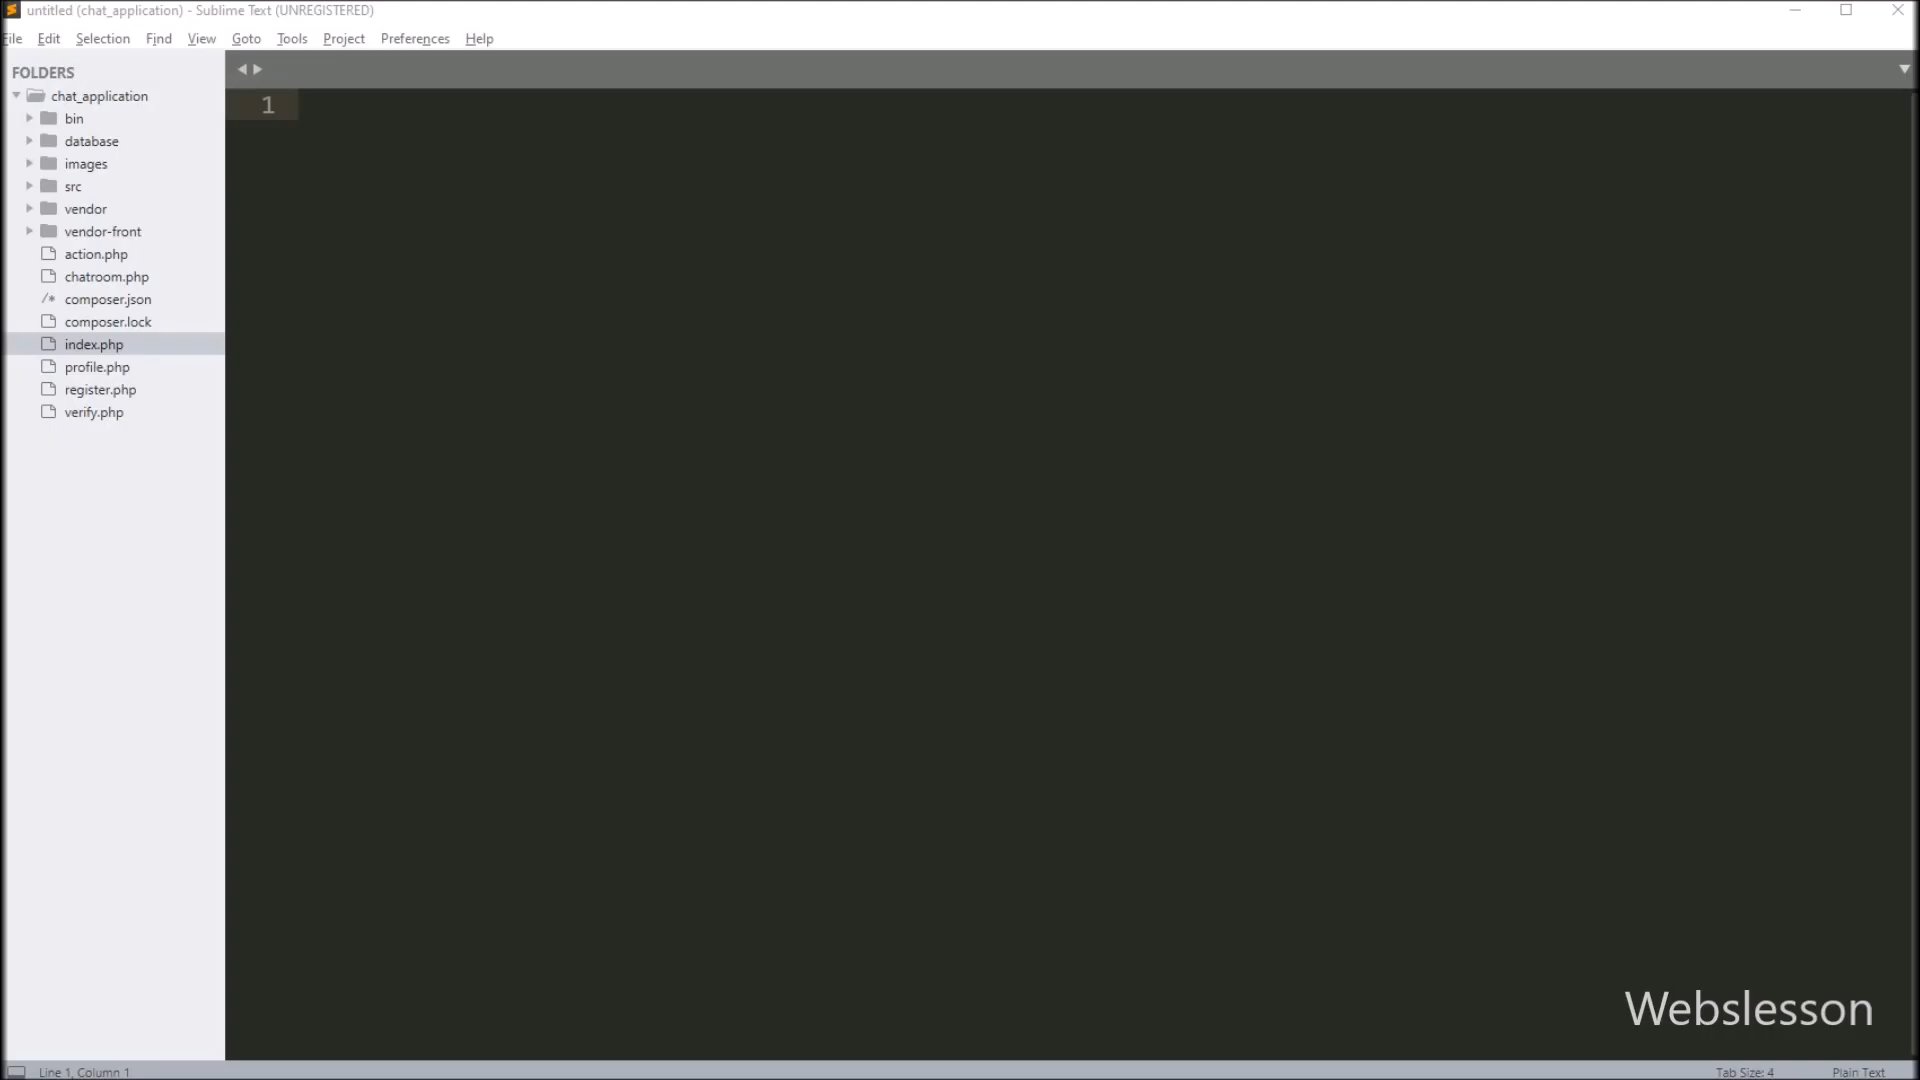 untitled (chat_application) - Sublime Text (UNREGISTERED)
File Edit Selection Find View Goto Tools Project Preferences Help
FOLDERS
chat_application
bin
database
images
src
vendor
vendor-front
action.php
chatroom.php
/* composer.json
composer.lock
index.php
profile.php
register.php
verify.php
1
Webslesson
Line 1, Column 1 Tab Size: 4 Plain Text